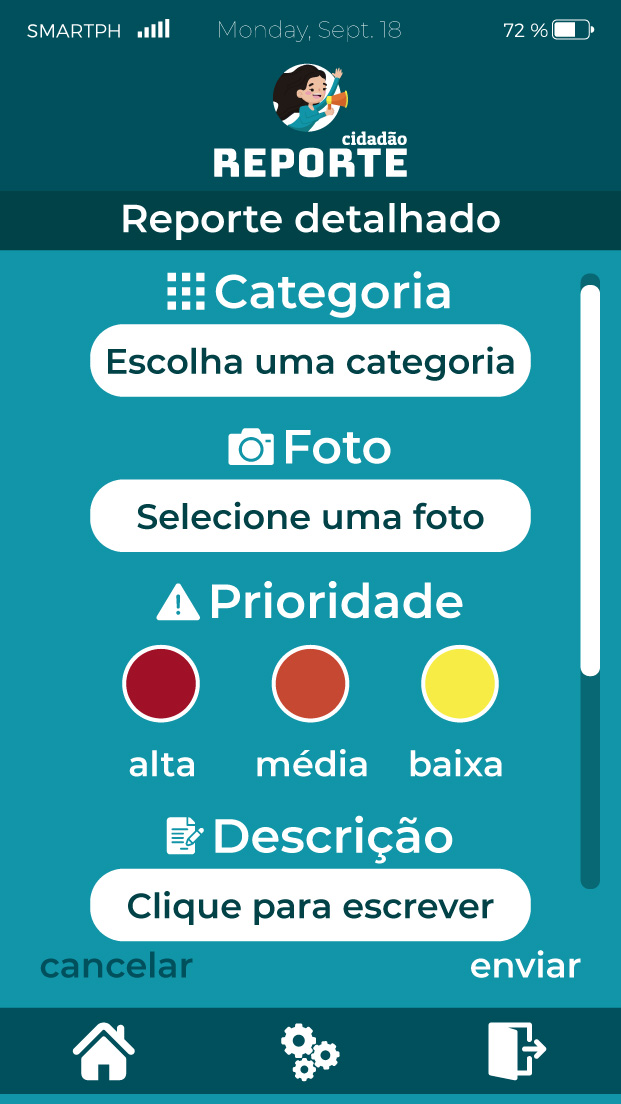 SMARTPH Monday, Sept. 18 72 %
cidadão
REPORTE
Reporte detalhado
Categoria
Escolha uma categoria
Foto
Selecione uma foto
Prioridade
alta média baixa
Descrição
Clique para escrever
cancelar enviar